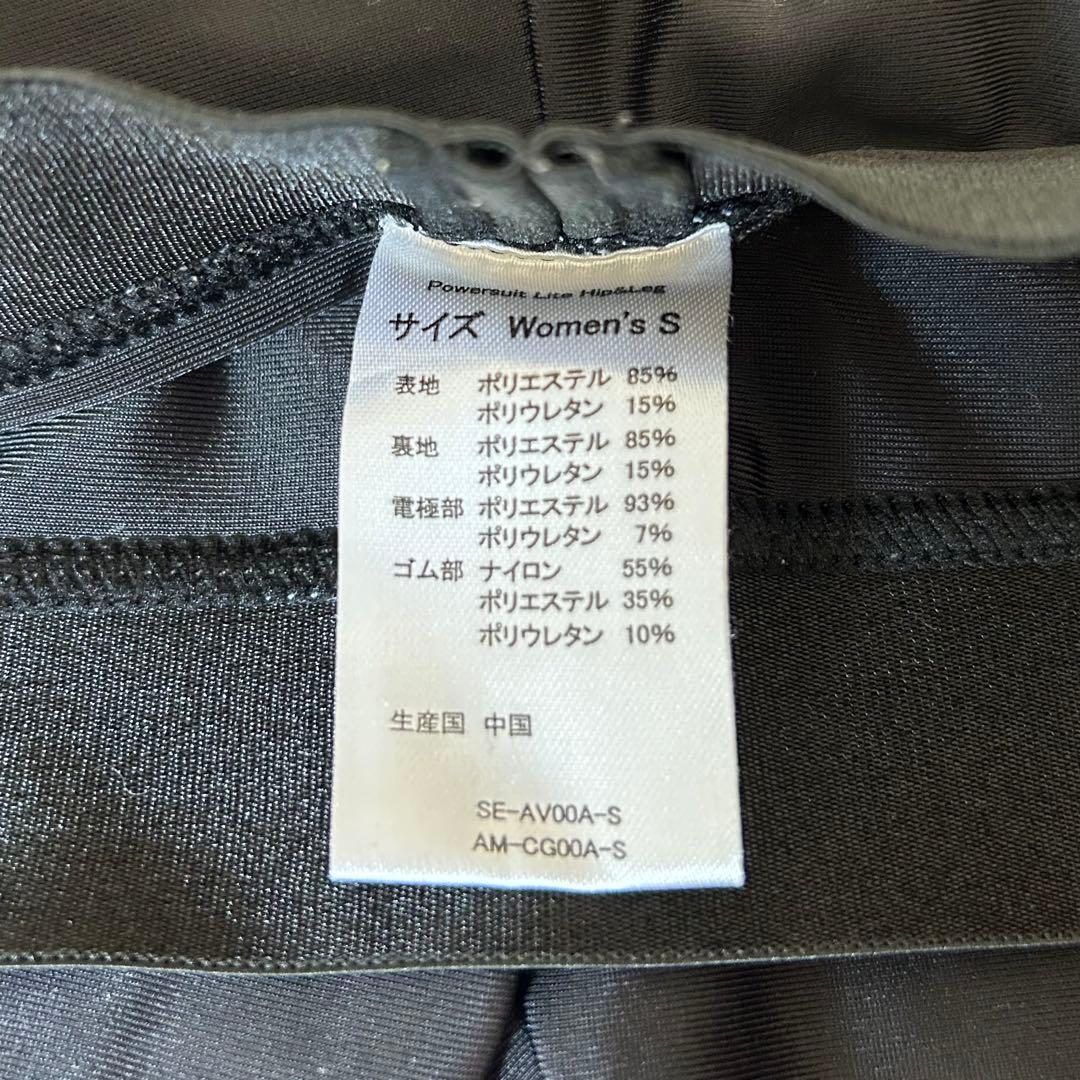 Powersuit Lite Hip&Leg
サイズ Women's S
表地 ポリエステル 85%
ポリウレタン 15%
裏地 ポリエステル 85%
ポリウレタン 15%
電極部 ポリエステル 93%
ポリウレタン 7%
ゴム部 ナイロン 55%
ポリエステル 35%
ポリウレタン 10%
生産国 中国
SE-AV00A-S
AM-CG00A-S